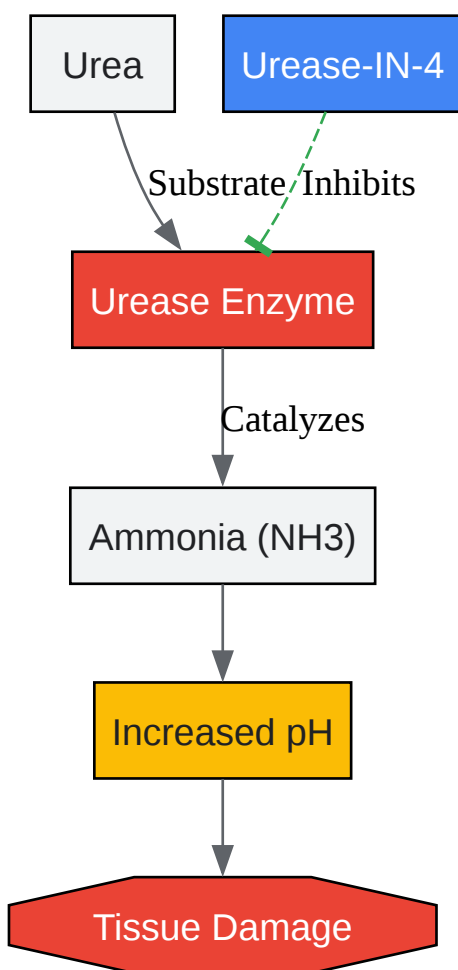 Urea
Urease-IN-4
Substrate
Inhibits
Urease Enzyme
Catalyzes
Ammonia (NH3)
Increased pH
Tissue Damage